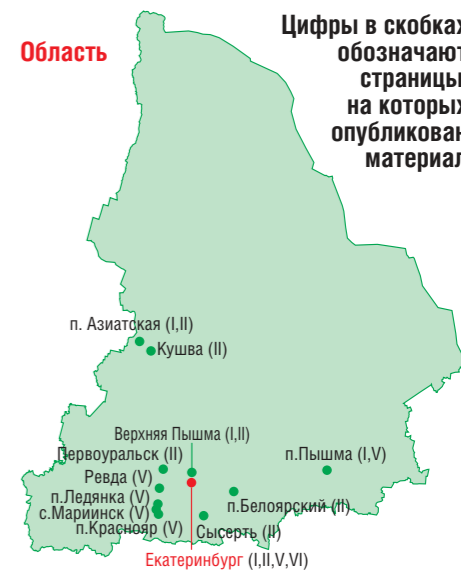 Область
Цифры в скобках
обозначают
страницы,
на которых
опубликован
материал
п. Азиатская (I,II)
Кушва (II)
Верхняя Пышма (I,II)
Первоуральск (II)
п.Пышма (I,V)
Ревда (V)
п.Ледянка (V)
п.Белоярский (II)
с.Мариинск (V)
п.Краснояр (V)
Сысерть (II)
Екатеринбург (I,II,V,VI)